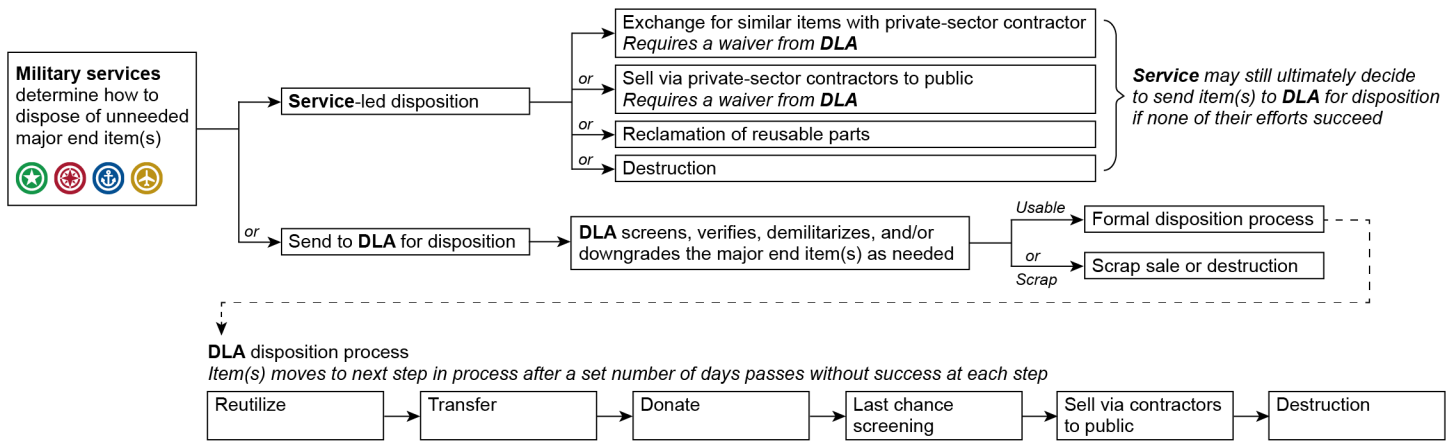 Military services
determine how to
dispose of unneeded
major end item(s)
Service-led disposition
Exchange for similar items with private-sector contractor
Requires a waiver from DLA
or
Sell via private-sector contractors to public
Requires a waiver from DLA
or
Reclamation of reusable parts
or
Destruction
Service may still ultimately decide
to send item(s) to DLA for disposition
if none of their efforts succeed
or
Send to DLA for disposition
DLA screens, verifies, demilitarizes, and/or
downgrades the major end item(s) as needed
Usable
Formal disposition process
or
Scrap
Scrap sale or destruction
DLA disposition process
Item(s) moves to next step in process after a set number of days passes without success at each step
Reutilize
Transfer
Donate
Last chance
screening
Sell via contractors
to public
Destruction